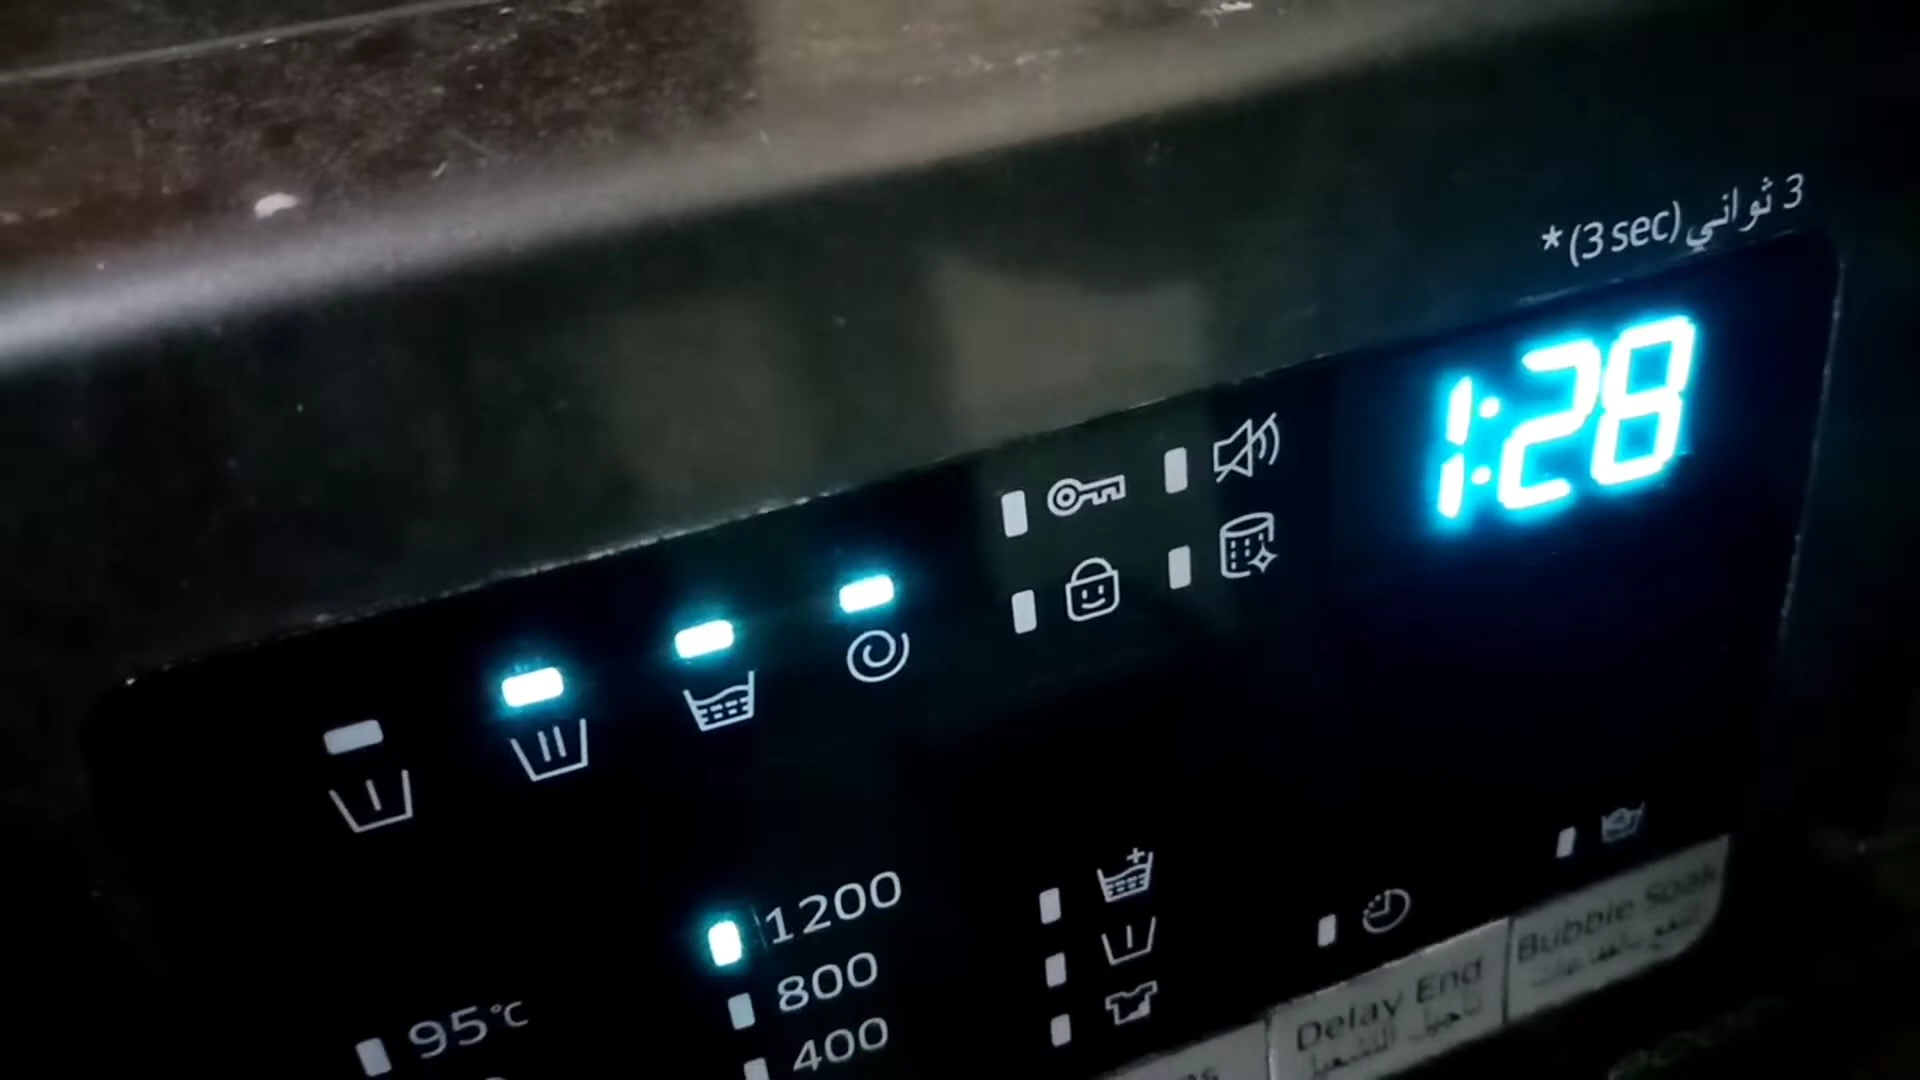 * (3 sec) 3 ثواني
1:28
1200
800
400
95°C
Delay End
Bubble Soak